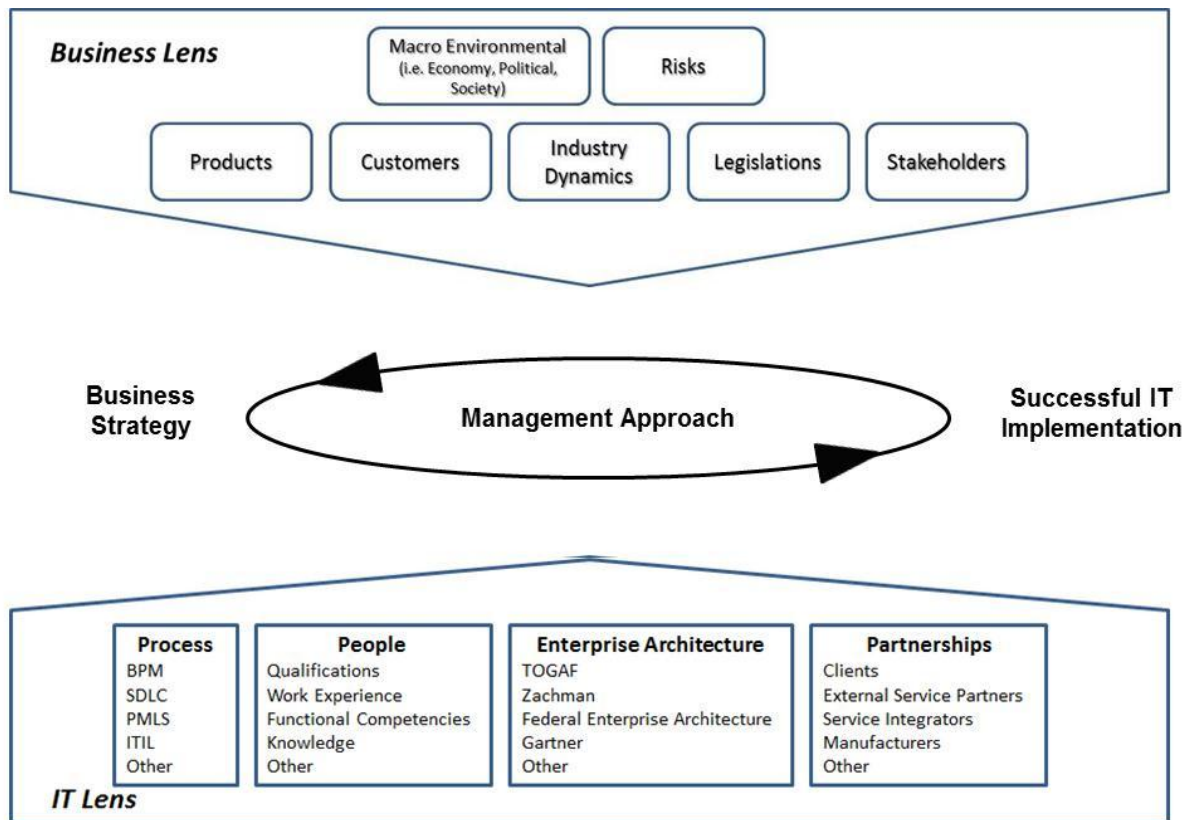 Business Lens
Macro Environmental
(i.e. Economy, Political,
Society)
Risks
Products
Customers
Industry
Dynamics
Legislations
Stakeholders
Business
Strategy
Management Approach
Successful IT
Implementation
Process
BPM
SDLC
PMLS
ITIL
Other
People
Qualifications
Work Experience
Functional Competencies
Knowledge
Other
Enterprise Architecture
TOGAF
Zachman
Federal Enterprise Architecture
Gartner
Other
Partnerships
Clients
External Service Partners
Service Integrators
Manufacturers
Other
IT Lens